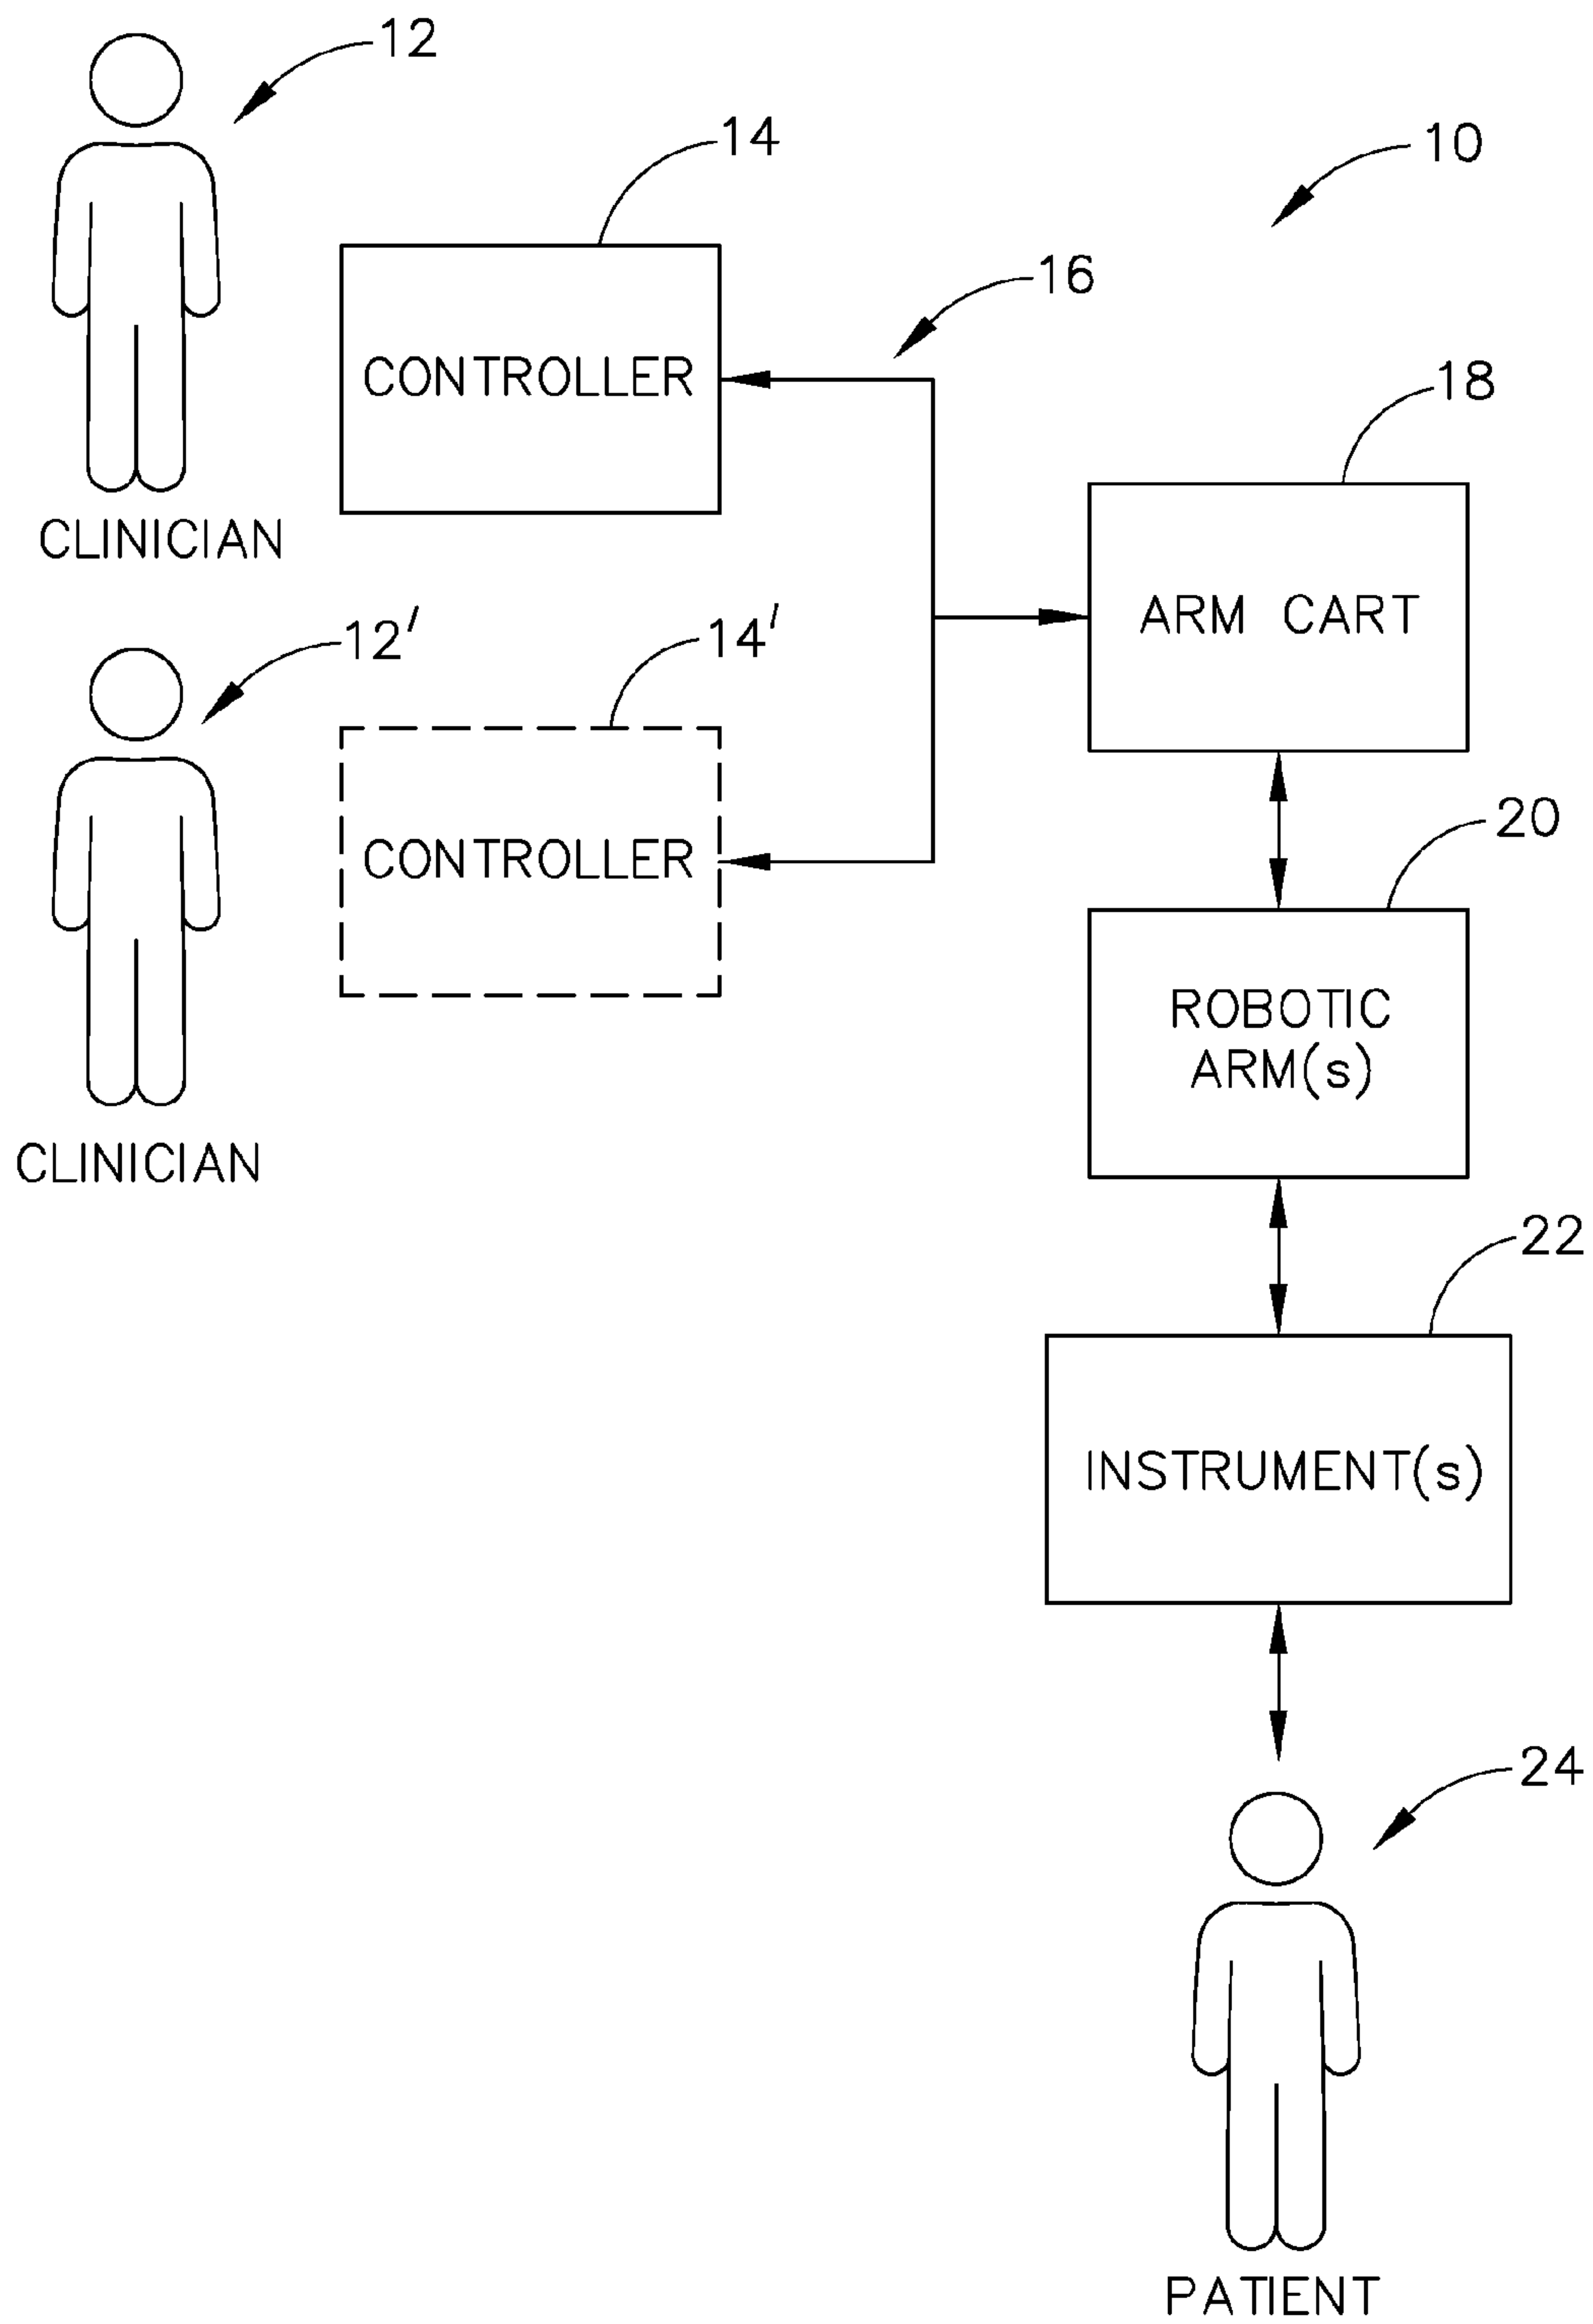 12
14
10
16
CONTROLLER
18
CLINICIAN
ARM CART
12'
14'
CONTROLLER
20
ROBOTIC
ARM(s)
CLINICIAN
22
INSTRUMENT(s)
24
PATIENT